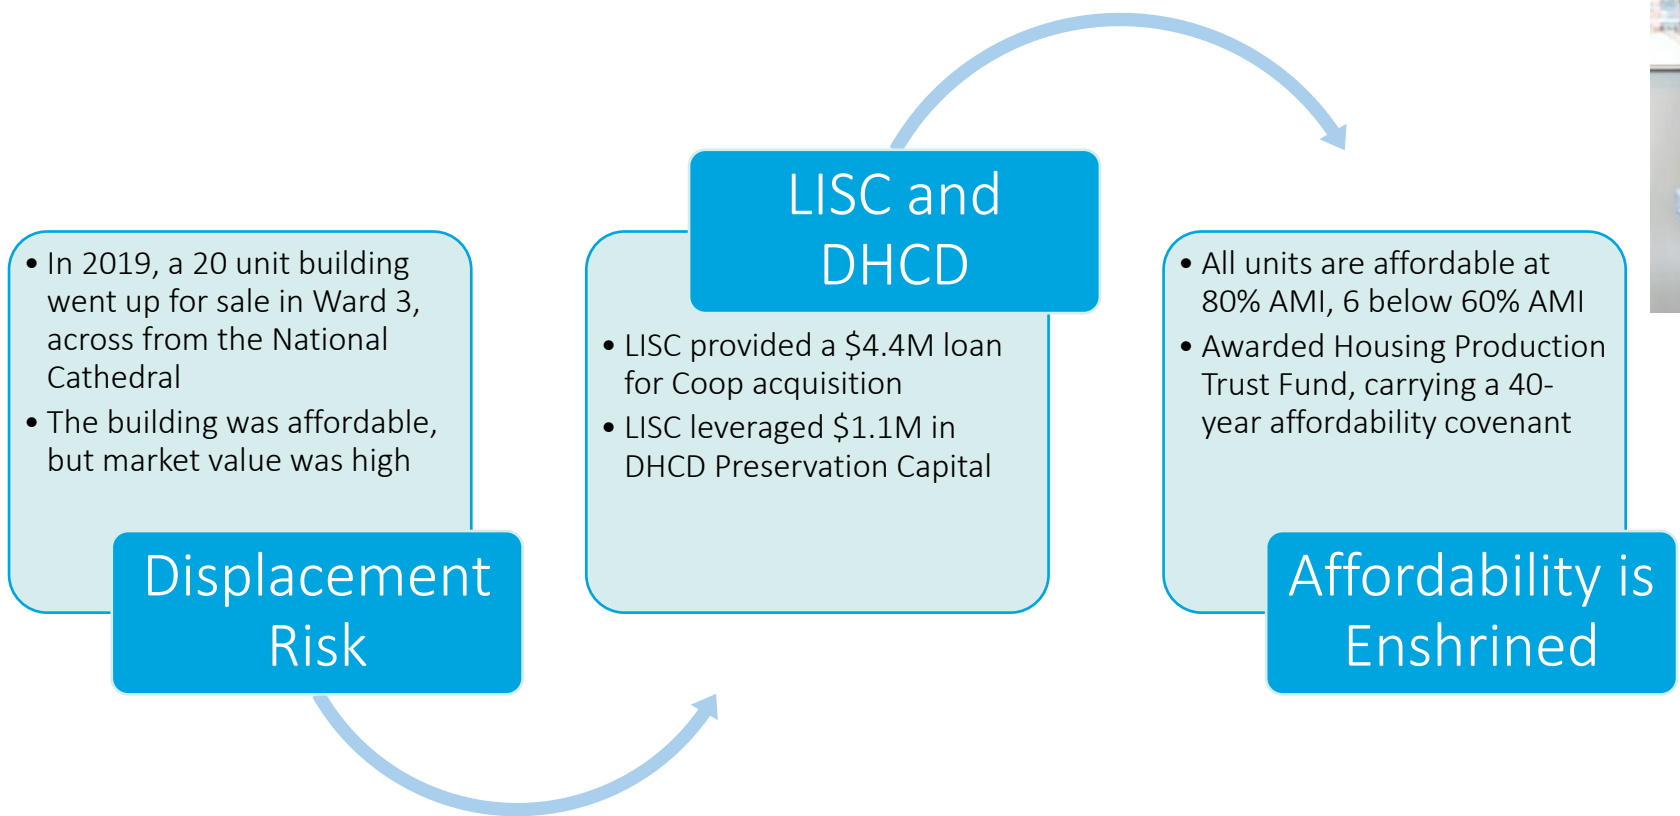 • In 2019, a 20 unit building
went up for sale in Ward 3,
across from the National
Cathedral
• The building was affordable,
but market value was high
Displacement
Risk
LISC and
DHCD
• LISC provided a $4.4M loan
for Coop acquisition
• LISC leveraged $1.1M in
DHCD Preservation Capital
• All units are affordable at
80% AMI, 6 below 60% AMI
• Awarded Housing Production
Trust Fund, carrying a 40-
year affordability covenant
Affordability is
Enshrined